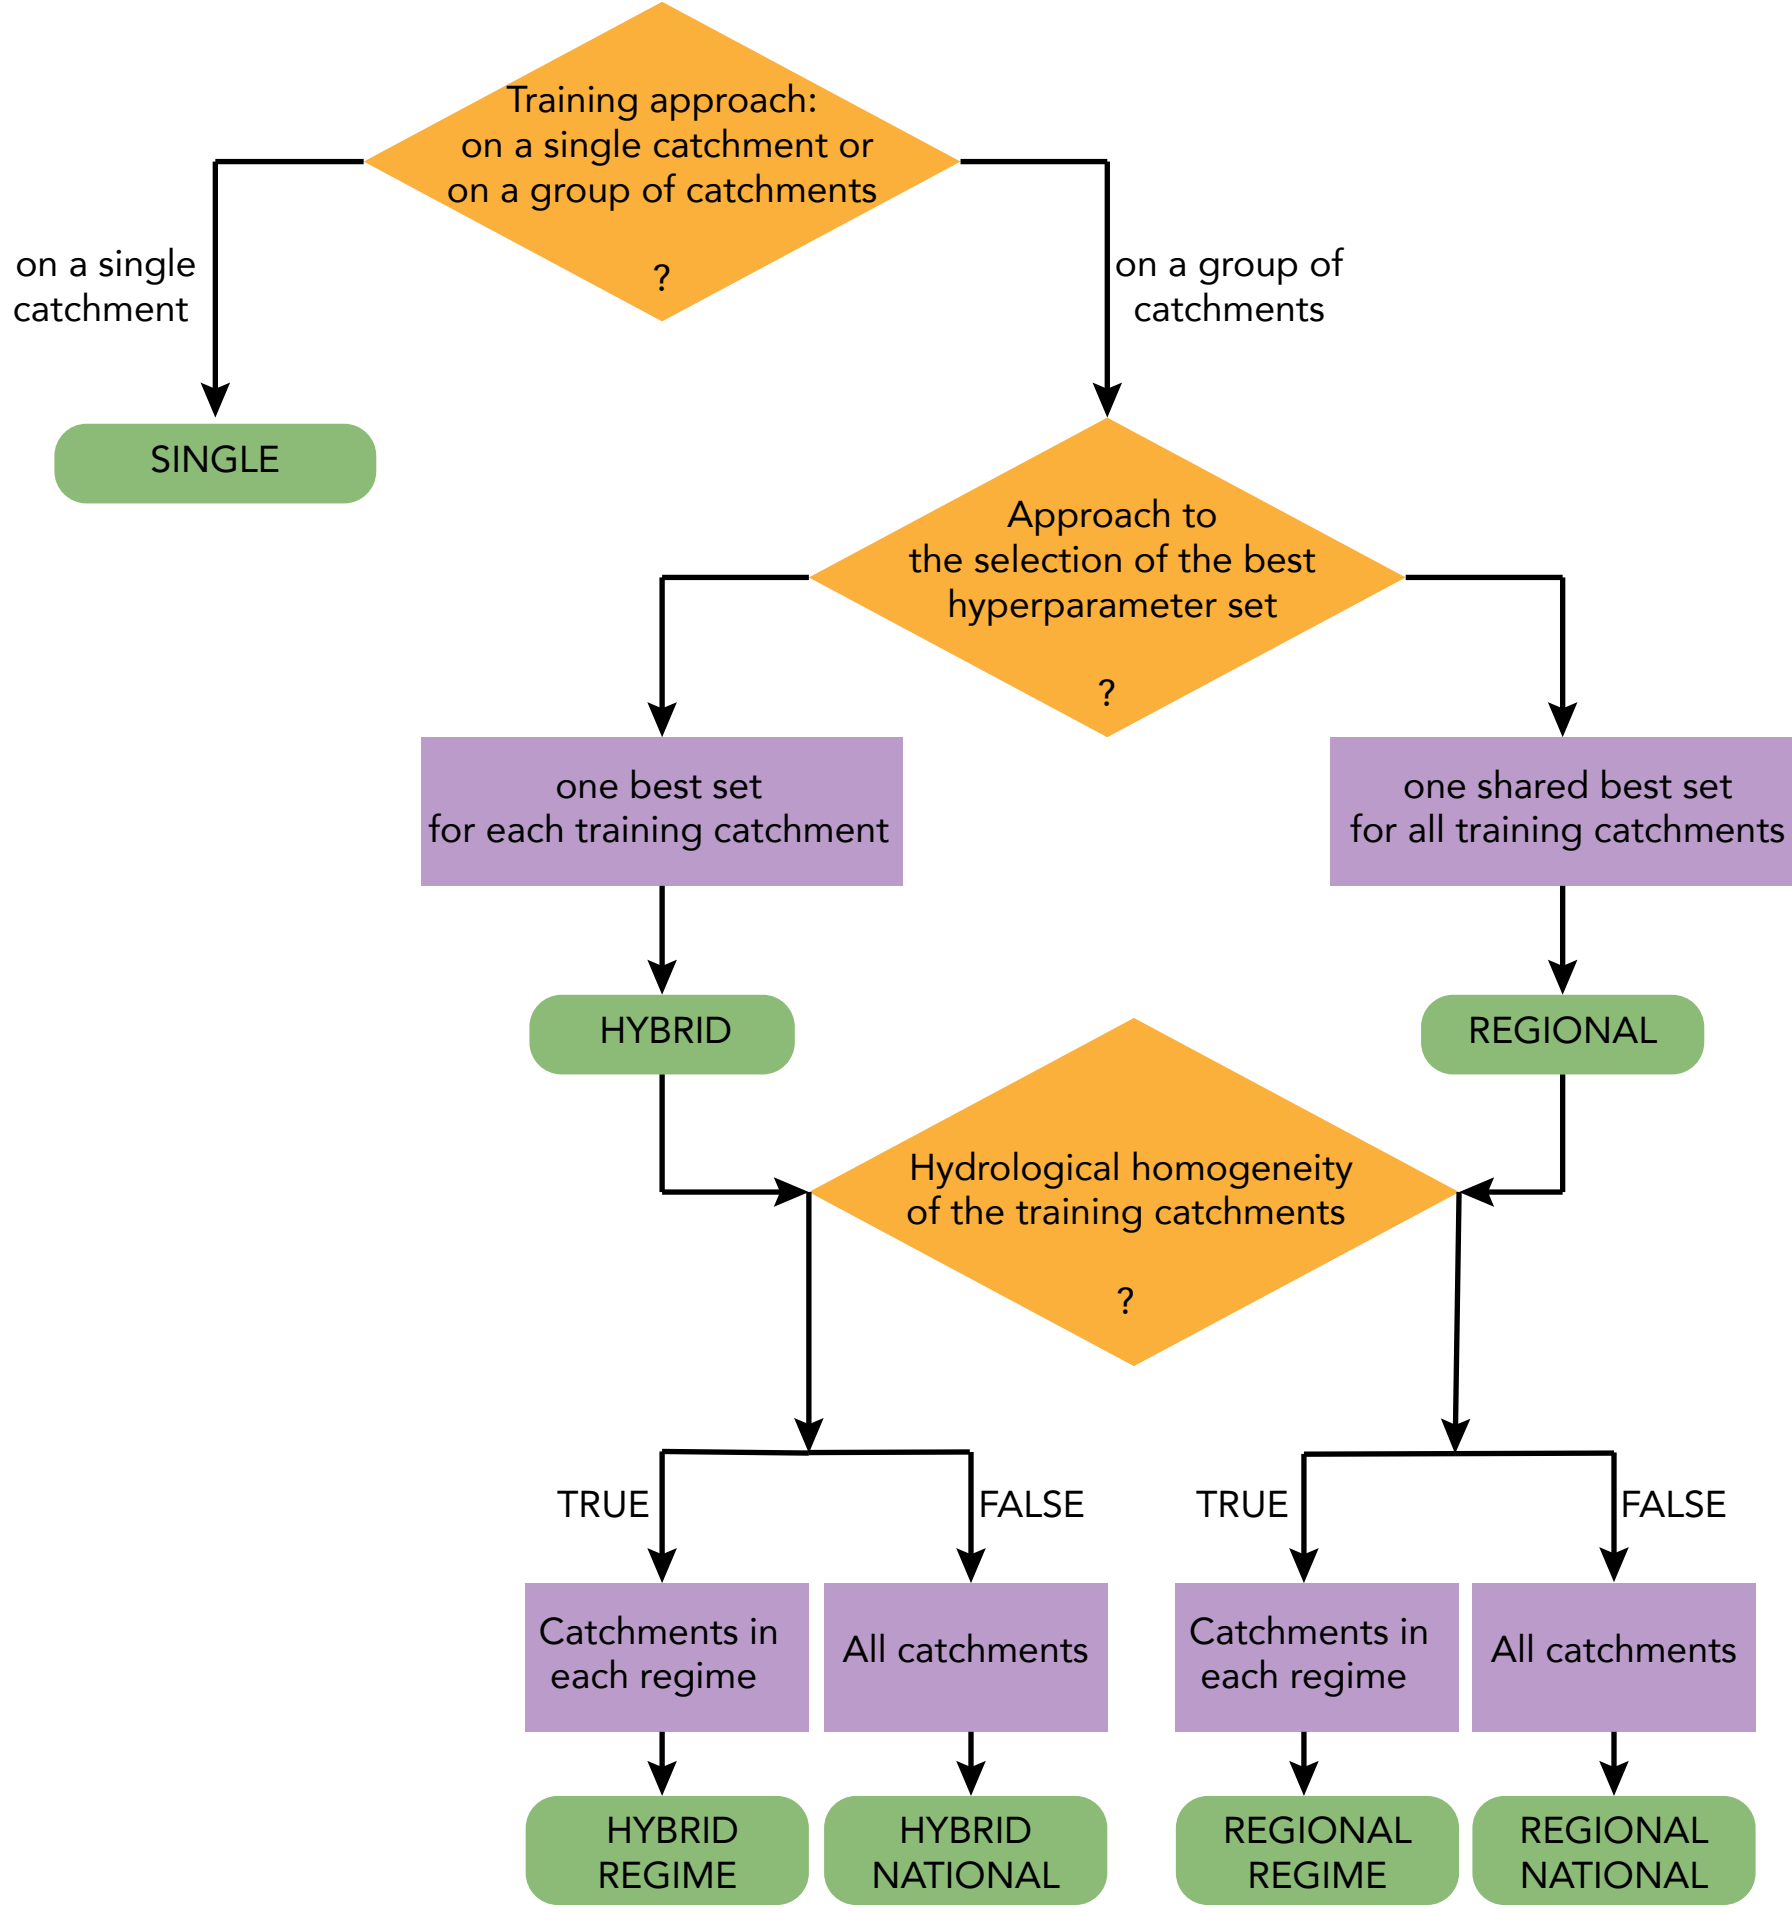 Training approach:
on a single catchment or
on a group of catchments
?
on a single
catchment
on a group of
catchments
SINGLE
Approach to
the selection of the best
hyperparameter set
?
one best set
for each training catchment
one shared best set
for all training catchments
HYBRID
REGIONAL
Hydrological homogeneity
of the training catchments
?
TRUE
FALSE
TRUE
FALSE
Catchments in
each regime
All catchments
Catchments in
each regime
All catchments
HYBRID
REGIME
HYBRID
NATIONAL
REGIONAL
REGIME
REGIONAL
NATIONAL